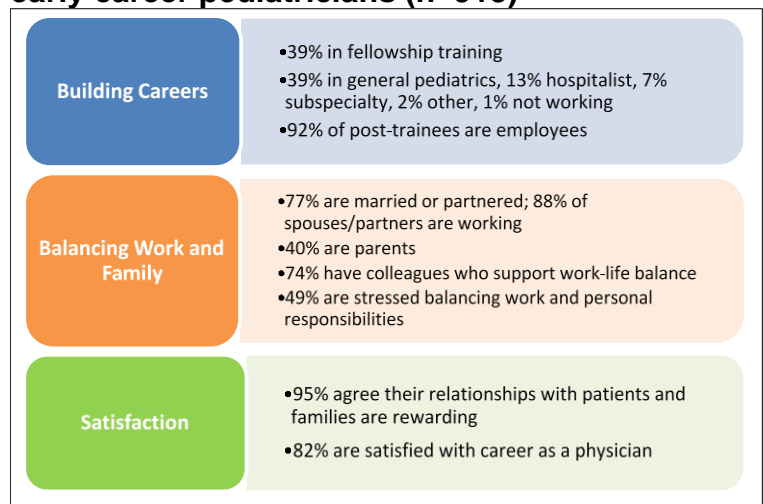 early career pediatricians
Building Careers
•39% in fellowship training
•39% in general pediatrics, 13% hospitalist, 7%
subspecialty, 2% other, 1% not working
•92% of post-trainees are employees
Balancing Work and
Family
•77% are married or partnered; 88% of
spouses/partners are working
•40% are parents
•74% have colleagues who support work-life balance
•49% are stressed balancing work and personal
responsibilities
Satisfaction
•95% agree their relationships with patients and
families are rewarding
•82% are satisfied with career as a physician